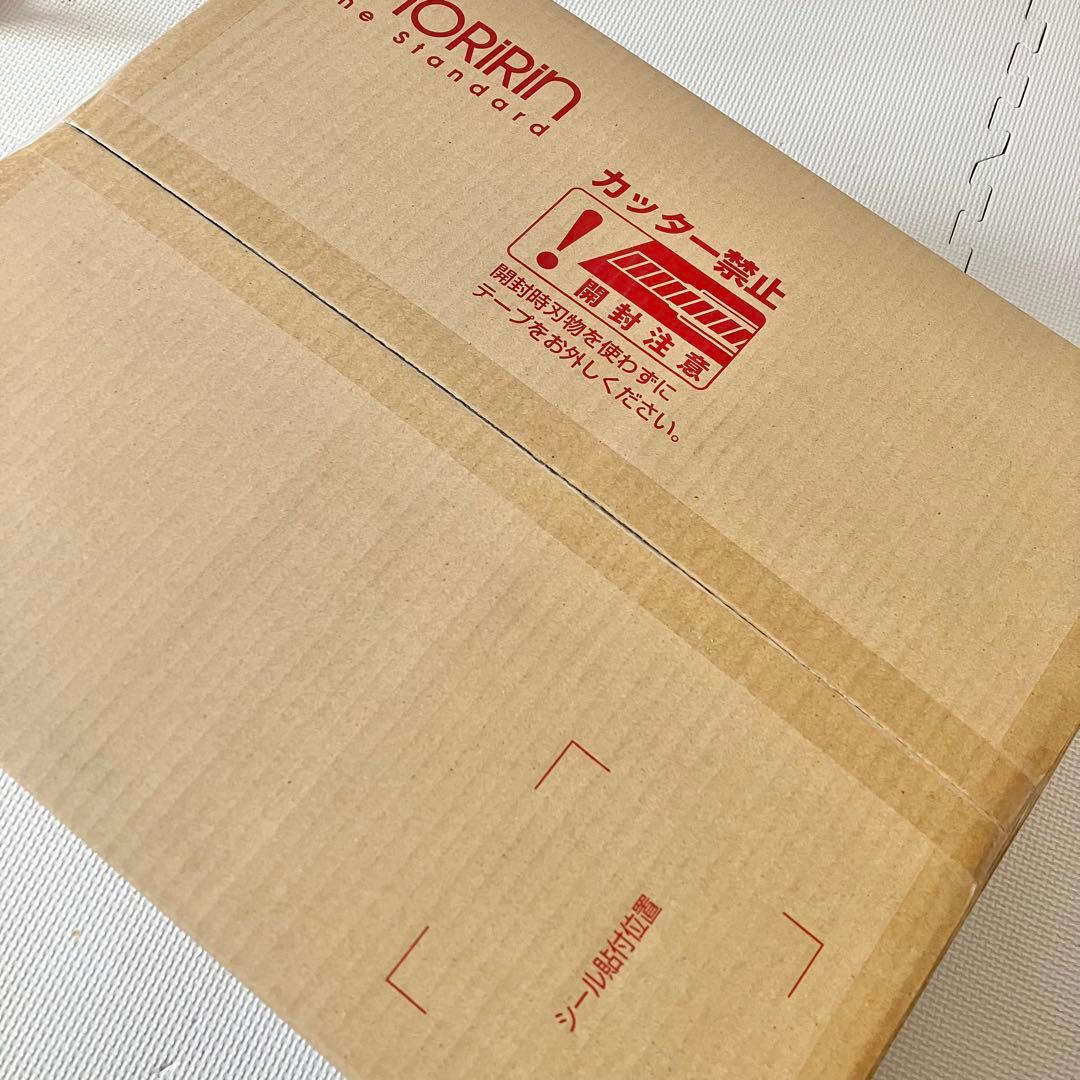 MORIRIN
the standard
カッター禁止
開封注意
開封時刃物を使わずに
テープをお外しください。
シール貼付位置